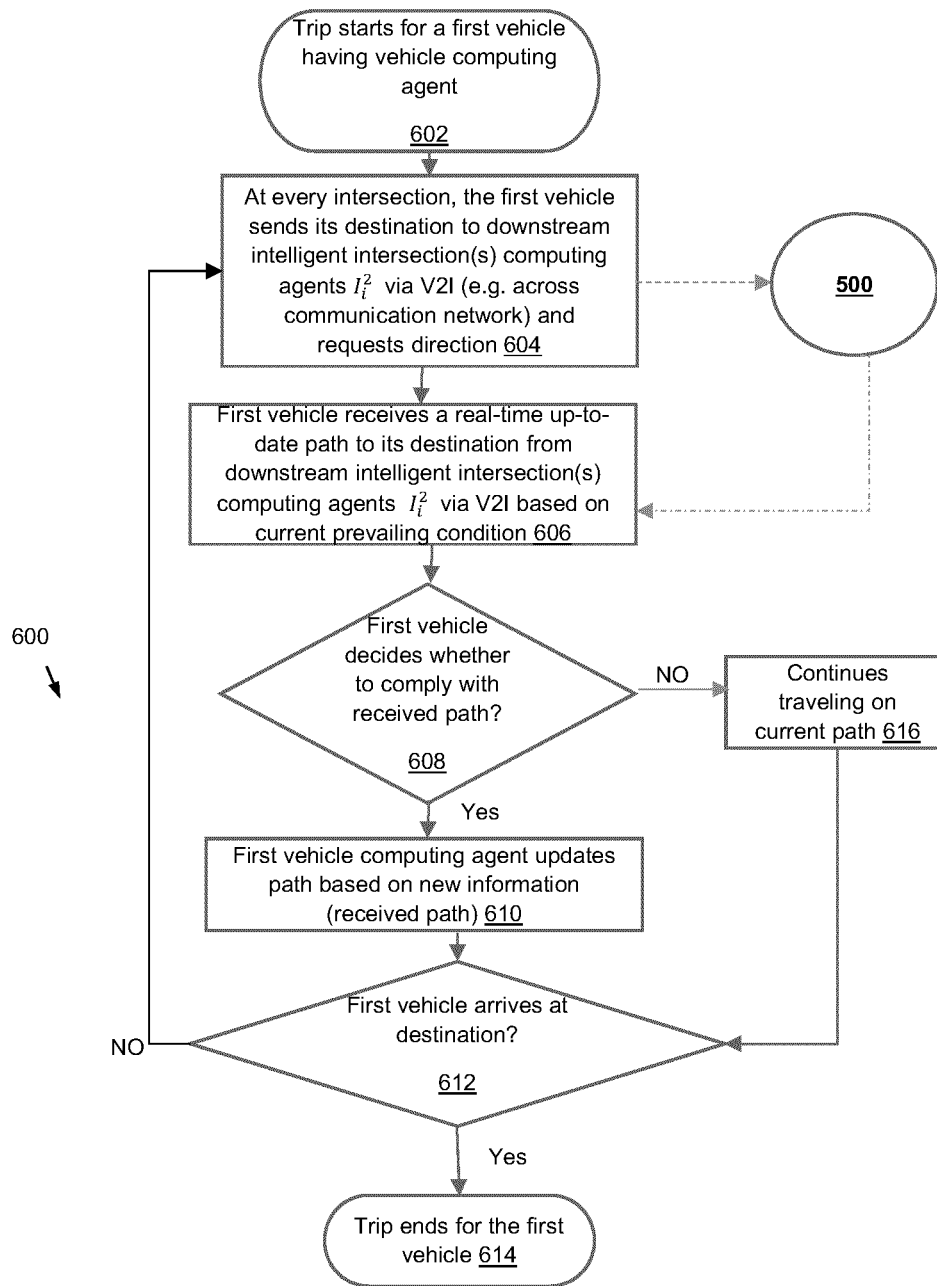 Trip starts for a first vehicle
having vehicle computing
agent
602
At every intersection, the first vehicle
sends its destination to downstream
intelligent intersection(s) computing
agents I_i^2 via V2I (e.g. across
communication network) and
requests direction 604
500
First vehicle receives a real-time up-to-
date path to its destination from
downstream intelligent intersection(s)
computing agents I_i^2 via V2I based on
current prevailing condition 606
600
First vehicle
decides whether
to comply with
received path?
608
NO
Continues
traveling on
current path 616
Yes
First vehicle computing agent updates
path based on new information
(received path) 610
First vehicle arrives at
destination?
612
NO
Yes
Trip ends for the first
vehicle 614